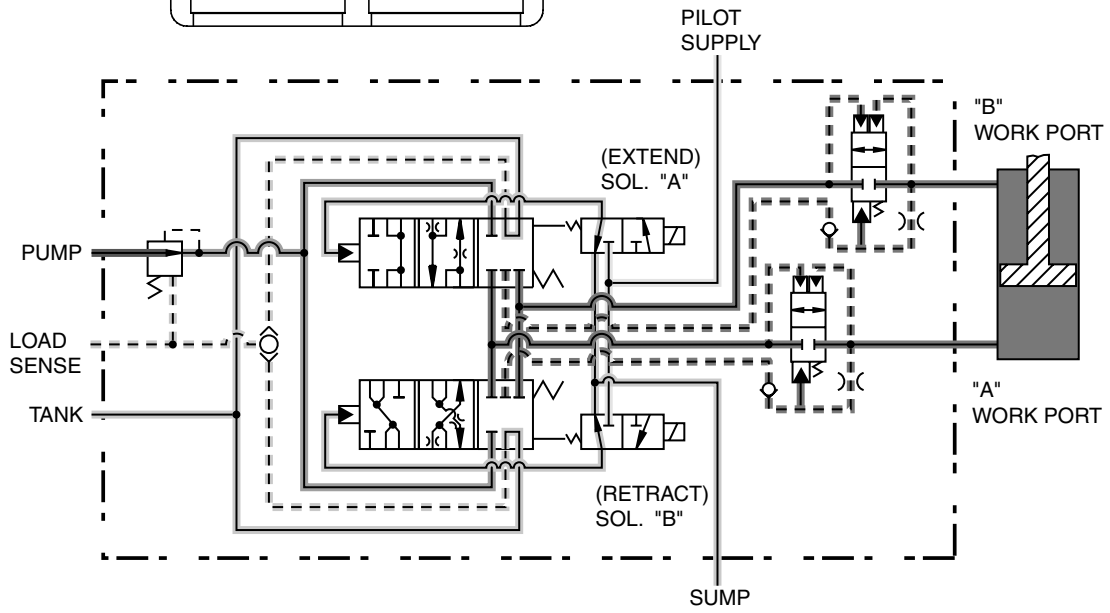 PILOT
SUPPLY
"B"
WORK PORT
(EXTEND)
SOL. "A"
PUMP
LOAD
SENSE
TANK
"A"
WORK PORT
(RETRACT)
SOL. "B"
SUMP